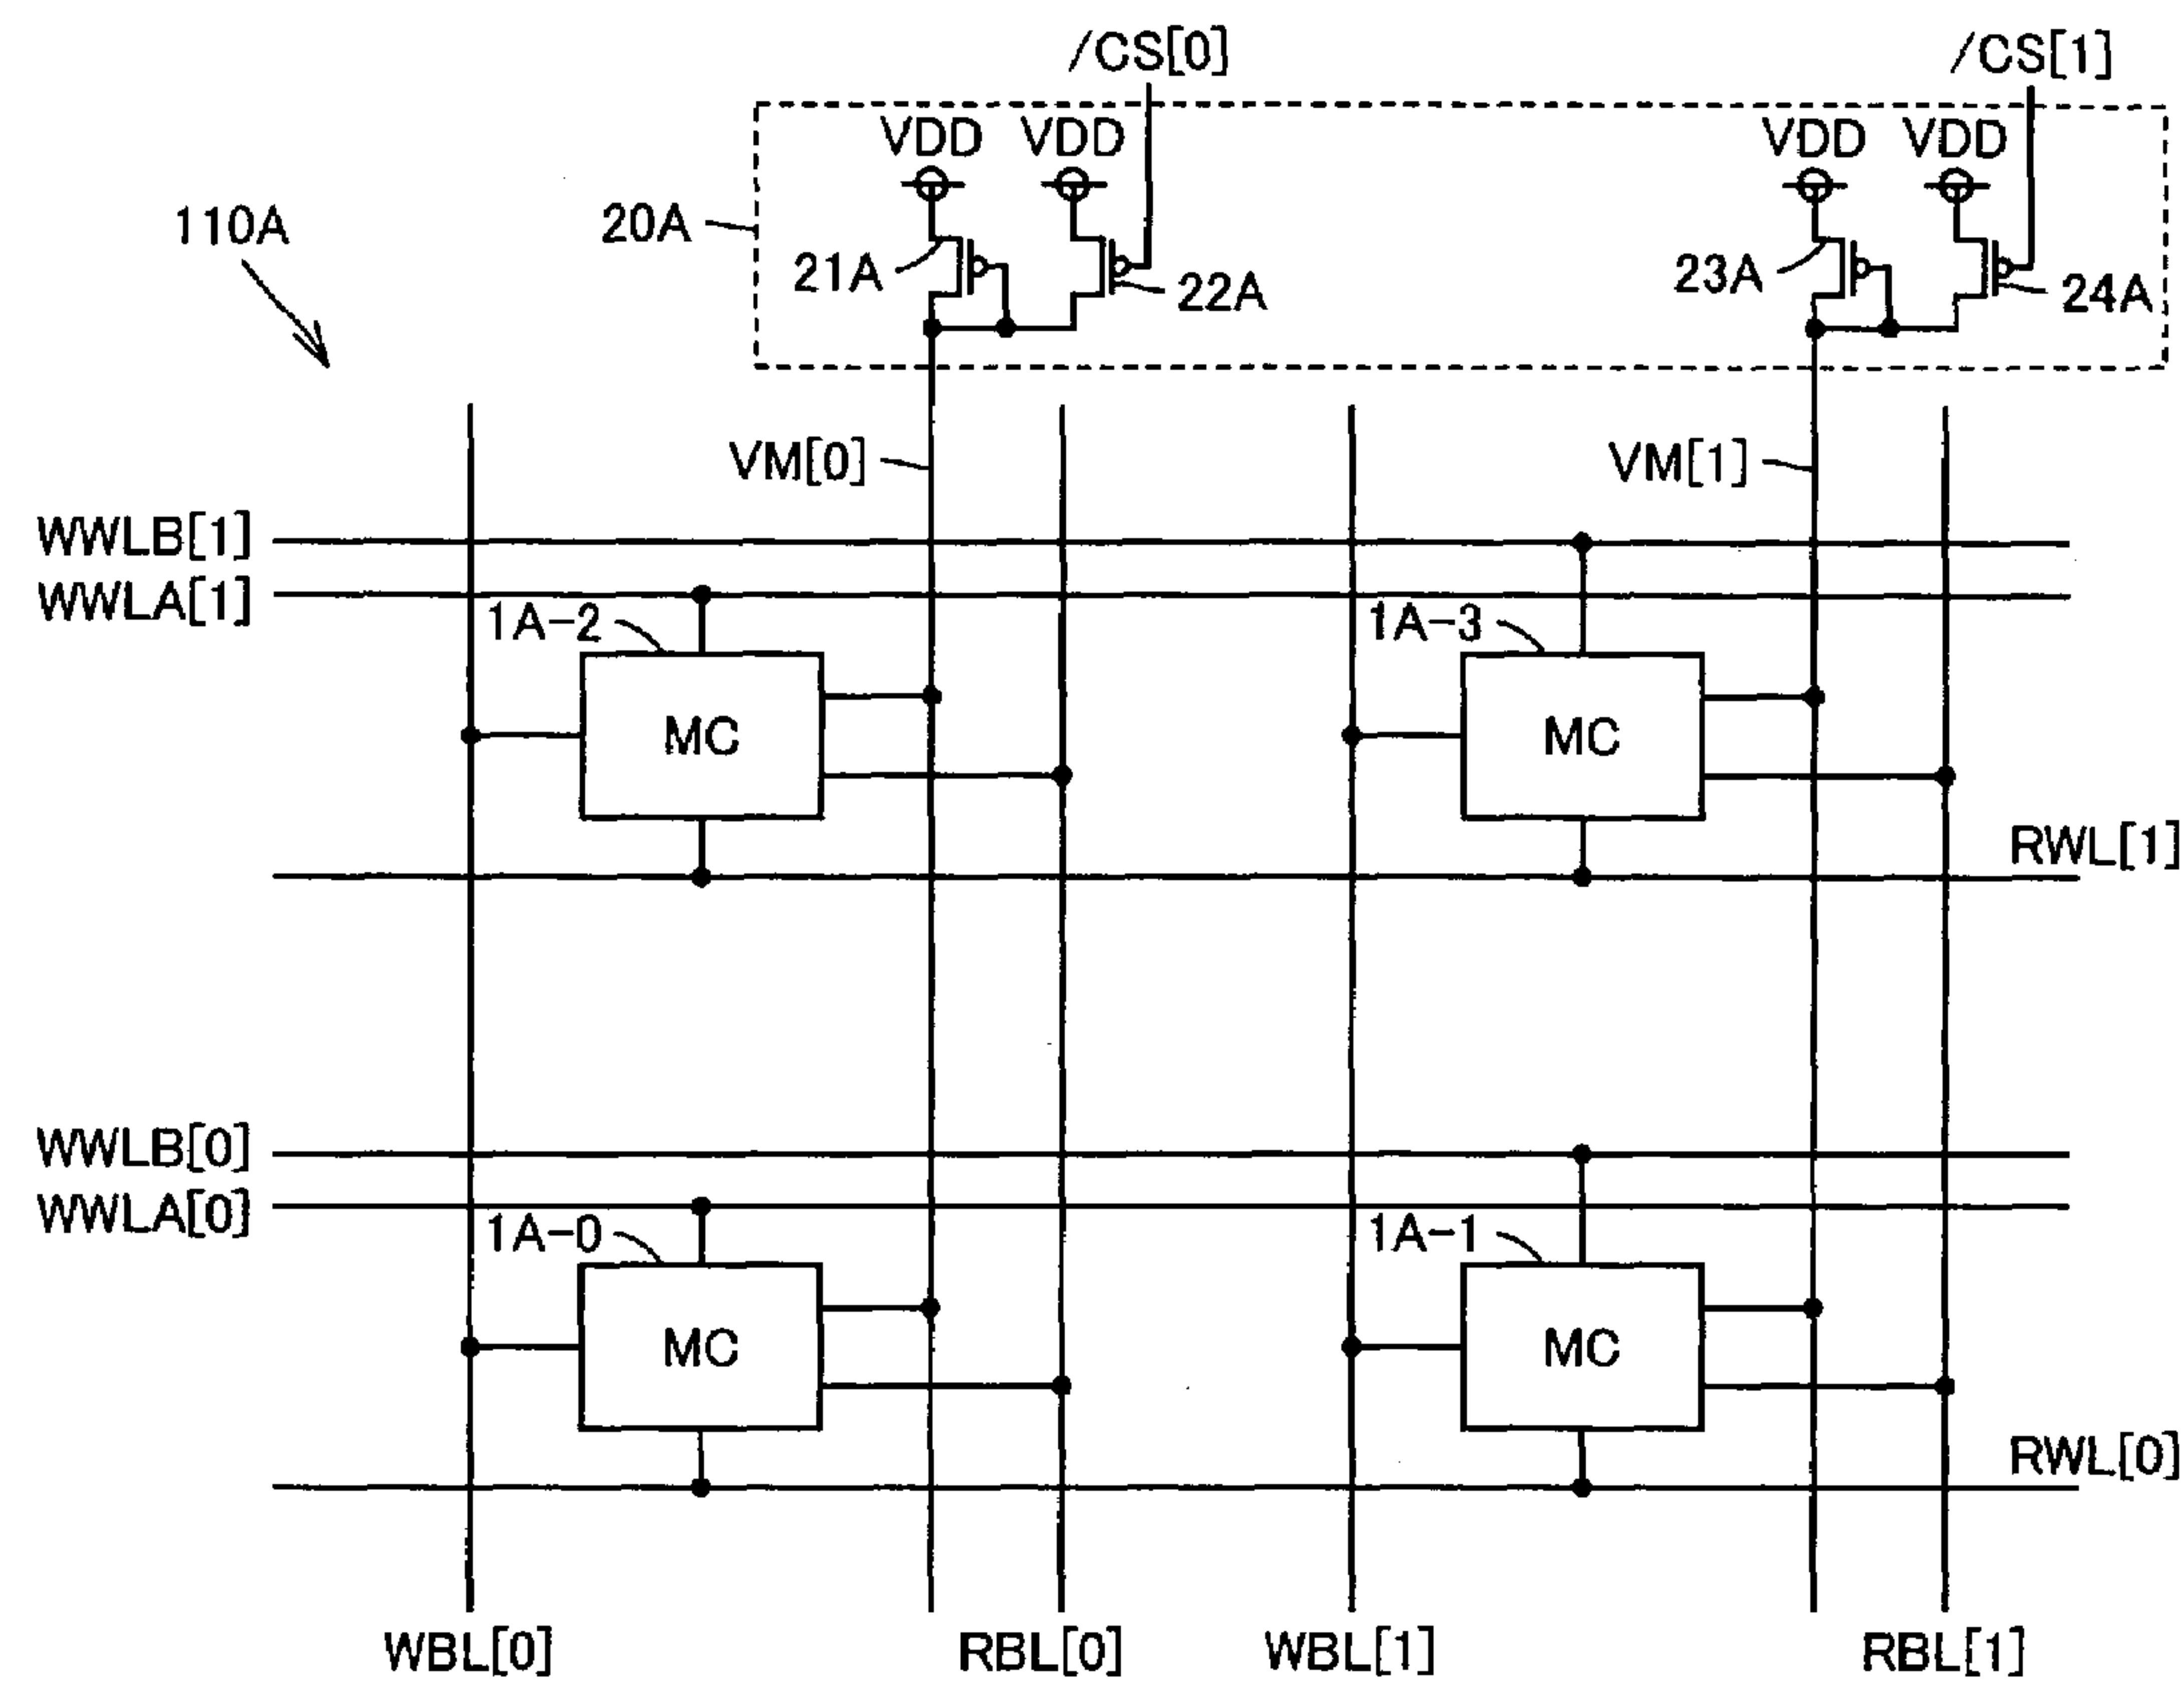 /CS[0] /CS[1]
VDD VDD VDD VDD
110A 20A
21A 22A 23A 24A
VM[0] VM[1]
WWLB[1]
WWLA[1]
1A-2 1A-3
MC MC
RWL[1]
WWLB[0]
WWLA[0]
1A-0 1A-1
MC MC
RWL[0]
WBL[0] RBL[0] WBL[1] RBL[1]